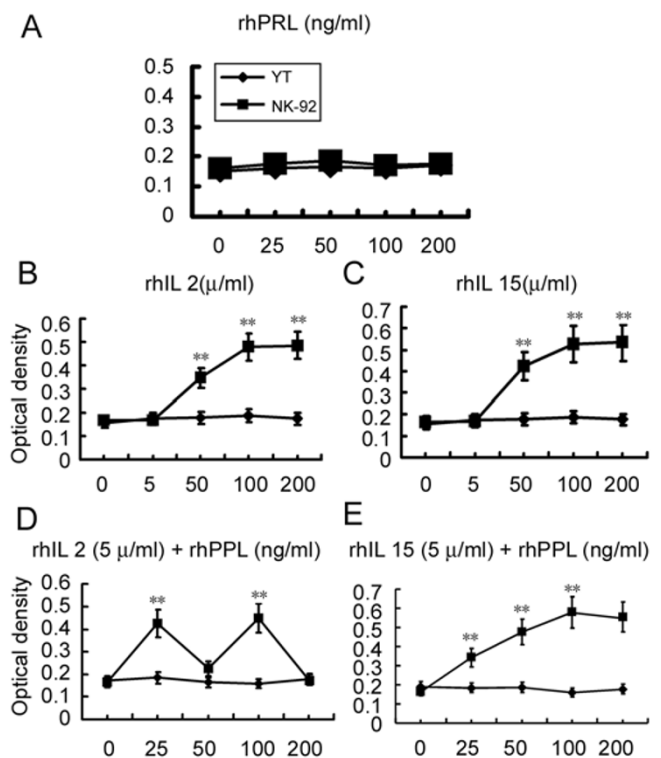 A
rhPRL (ng/ml)
0.5
0.4
0.3
0.2
0.1
0
YT
NK-92
0 25 50 100 200
B
rhIL 2(μ/ml)
Optical density
0.6
0.5
0.4
0.3
0.2
0.1
0
** ** **
0 5 50 100 200
C
rhIL 15(μ/ml)
0.7
0.6
0.5
0.4
0.3
0.2
0.1
0
** ** **
0 5 50 100 200
D
rhIL 2 (5 μ/ml) + rhPPL (ng/ml)
Optical density
0.6
0.5
0.4
0.3
0.2
0.1
0
** **
0 25 50 100 200
E
rhIL 15 (5 μ/ml) + rhPPL (ng/ml)
0.7
0.6
0.5
0.4
0.3
0.2
0.1
0
** ** **
0 25 50 100 200